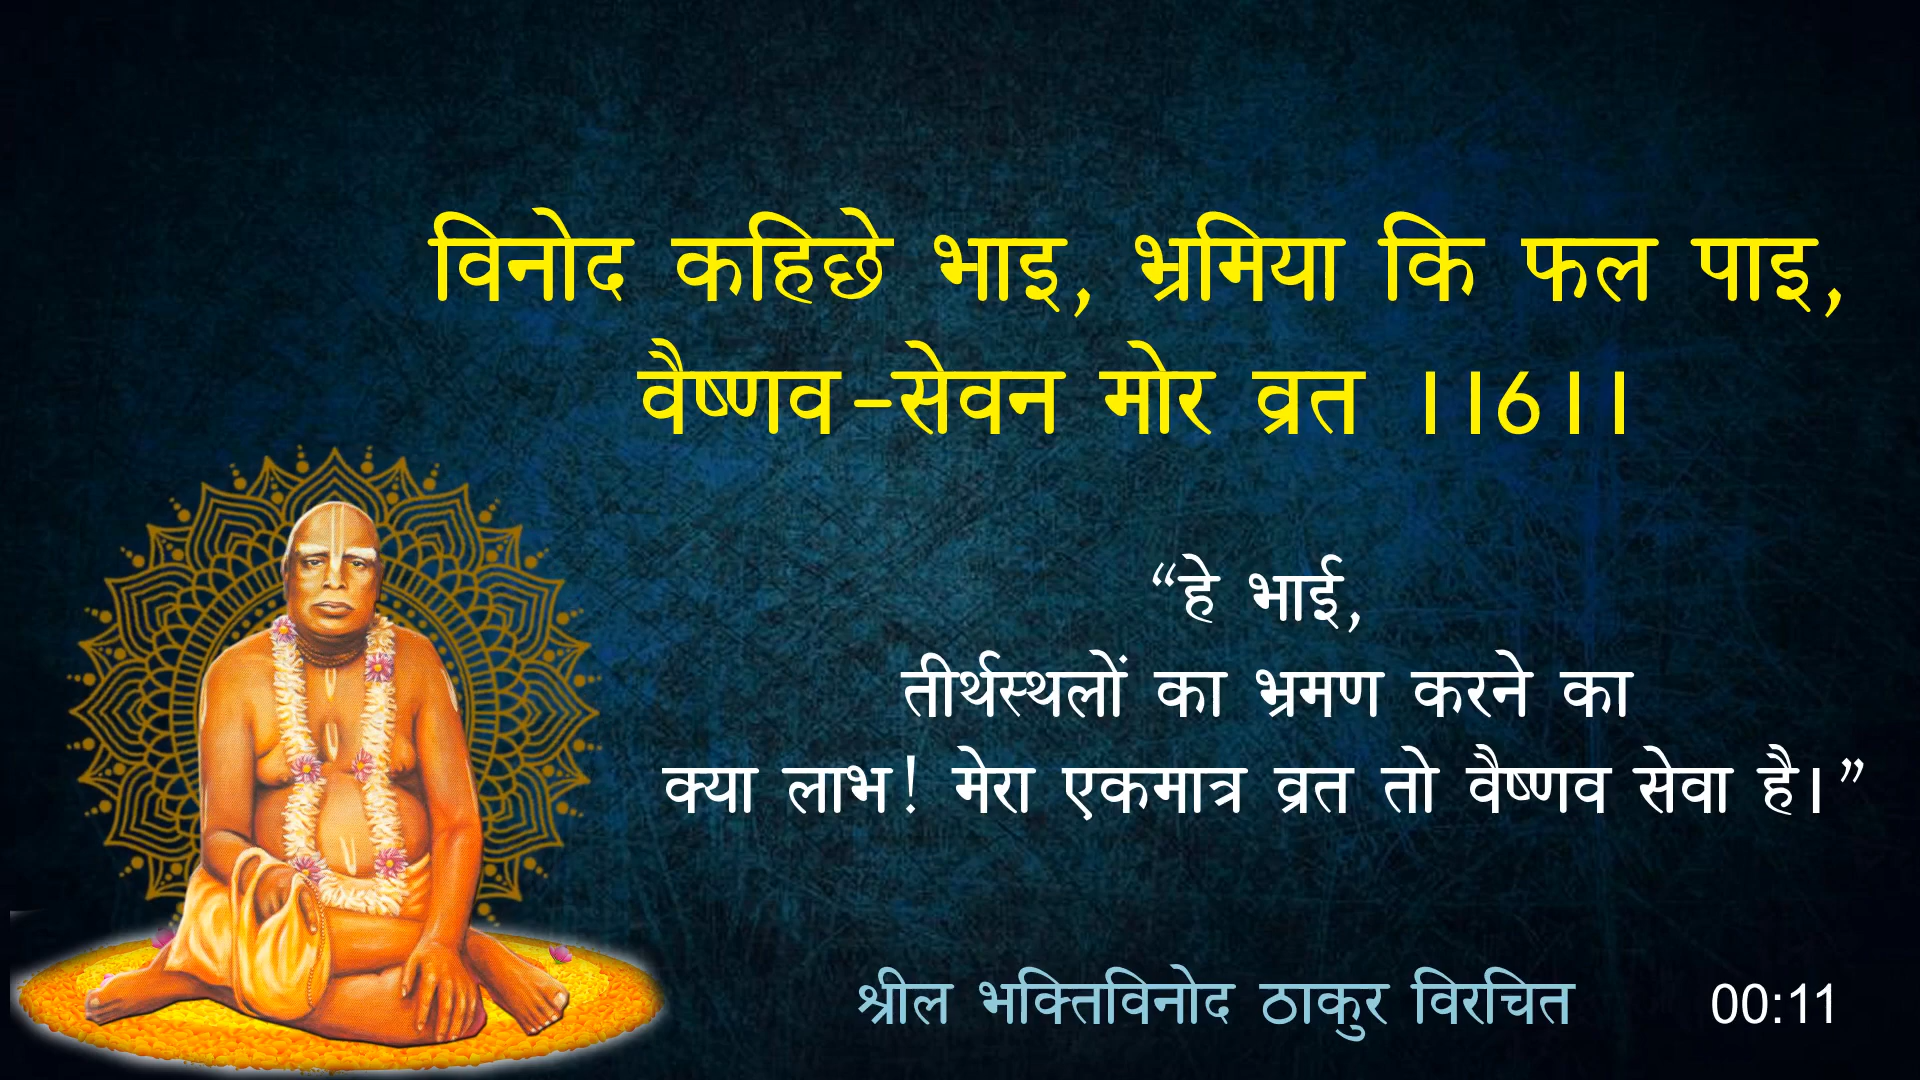 विनोद कहिछे भाइ, भ्रमिया कि फल पाइ,
वैष्णव-सेवन मोर व्रत ।।6।।
“हे भाई,
तीर्थस्थलों का भ्रमण करने का
क्या लाभ! मेरा एकमात्र व्रत तो वैष्णव सेवा है।”
श्रील भक्तिविनोद ठाकुर विरचित
00:11